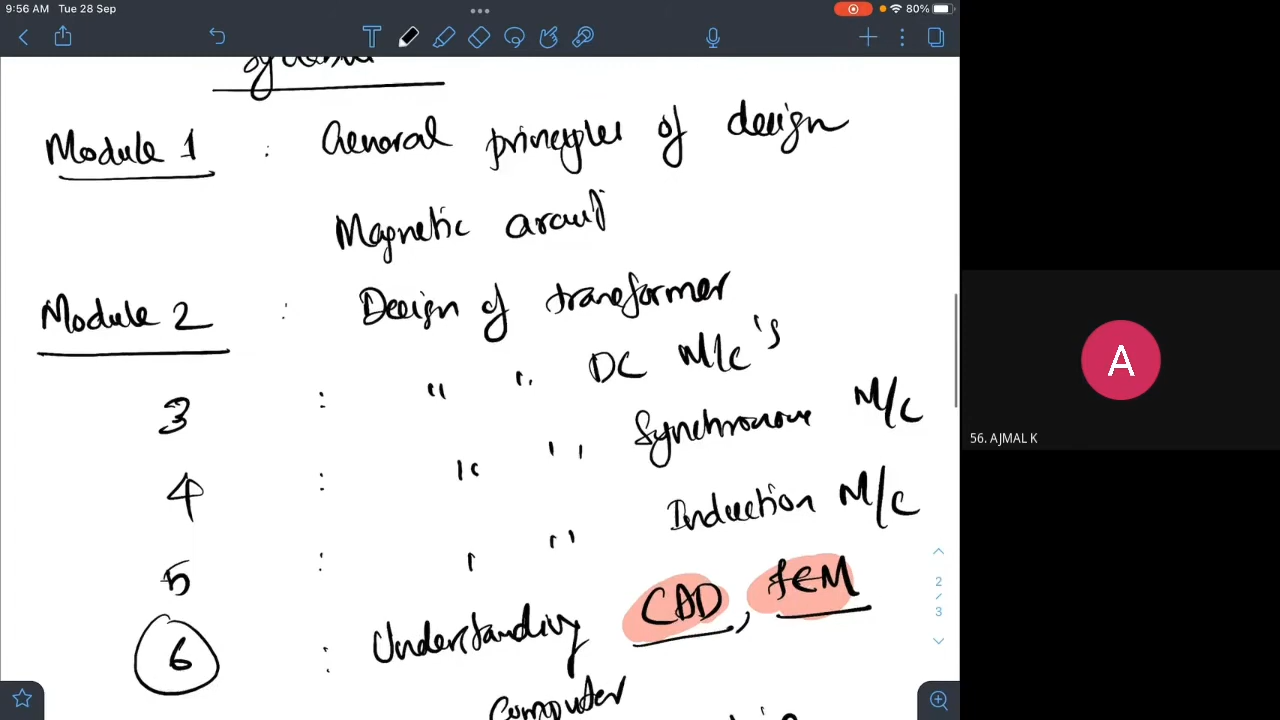 9:56 AM Tue 28 Sep
80%
Syllabus
Module 1 : General principles of design
Magnetic circuit
Module 2 : Design of transformer
3 : " " DC M/C's
4 : " " Synchronous M/C
5 : " " Induction M/C
6 : Understanding CAD, FEM
Computer
2/3
A
56. AJMAL K